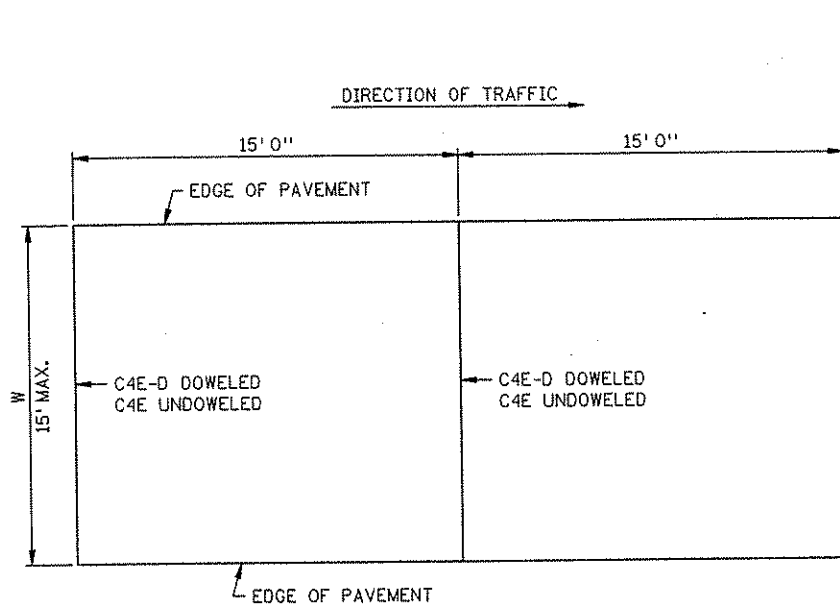 DIRECTION OF TRAFFIC
15'0"
15'0"
EDGE OF PAVEMENT
W
15' MAX.
C4E-D DOWELED
C4E UNDOWELED
C4E-D DOWELED
C4E UNDOWELED
EDGE OF PAVEMENT